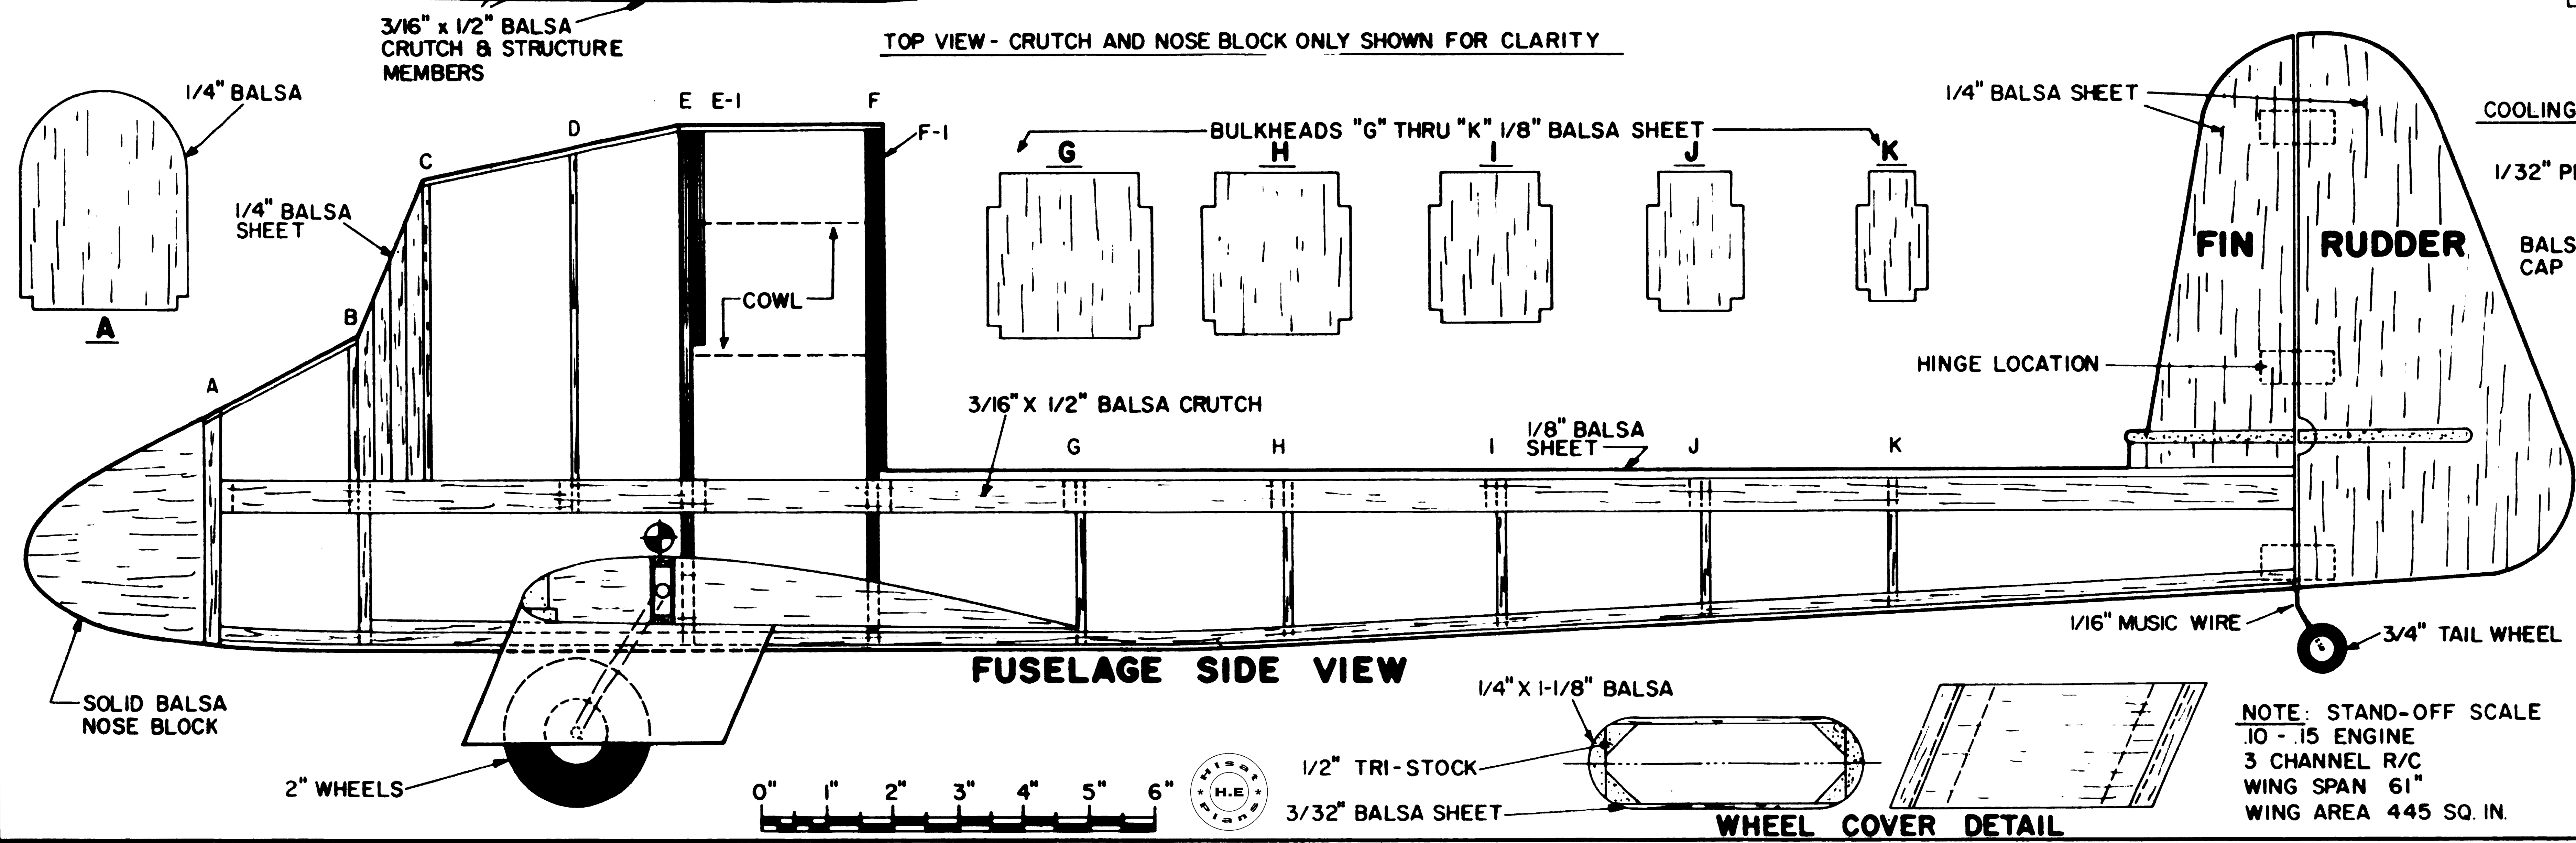 3/16" x 1/2" BALSA
CRUTCH & STRUCTURE
MEMBERS
TOP VIEW - CRUTCH AND NOSE BLOCK ONLY SHOWN FOR CLARITY
1/4" BALSA
A
1/4" BALSA
SHEET
A
B
C
D
E
E-1
F
F-1
COWL
BULKHEADS "G" THRU "K" 1/8" BALSA SHEET
G
H
I
J
K
1/4" BALSA SHEET
FIN
RUDDER
COOLING
HINGE LOCATION
3/16" X 1/2" BALSA CRUTCH
1/8" BALSA
SHEET
G
H
I
J
K
CAP
1/16" MUSIC WIRE
3/4" TAIL WHEEL
FUSELAGE SIDE VIEW
SOLID BALSA
NOSE BLOCK
2" WHEELS
0" 1" 2" 3" 4" 5" 6"
Hisat
* H.E *
Plans
1/4" X 1-1/8" BALSA
1/2" TRI-STOCK
3/32" BALSA SHEET
WHEEL COVER DETAIL
NOTE: STAND-OFF SCALE
.10 - .15 ENGINE
3 CHANNEL R/C
WING SPAN 61"
WING AREA 445 SQ. IN.